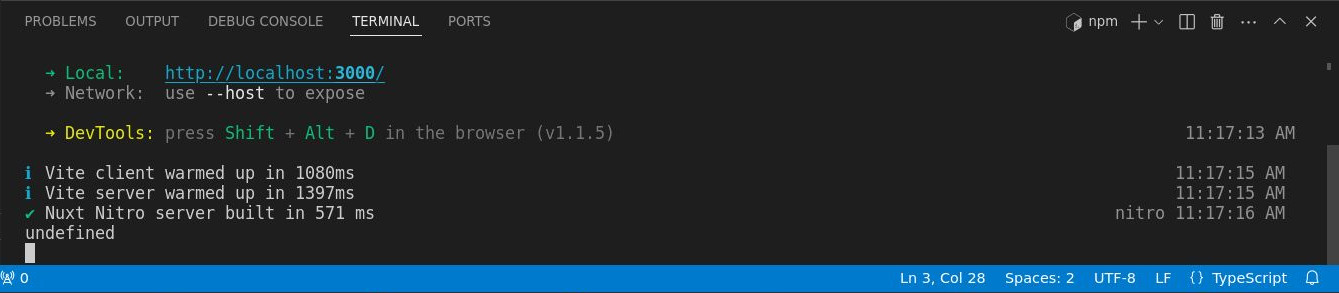 PROBLEMS OUTPUT DEBUG CONSOLE TERMINAL PORTS npm
➜ Local: http://localhost:3000/
➜ Network: use --host to expose
➜ DevTools: press Shift + Alt + D in the browser (v1.1.5) 11:17:13 AM
ℹ Vite client warmed up in 1080ms 11:17:15 AM
ℹ Vite server warmed up in 1397ms 11:17:15 AM
✔ Nuxt Nitro server built in 571 ms nitro 11:17:16 AM
undefined
0 Ln 3, Col 28 Spaces: 2 UTF-8 LF {} TypeScript